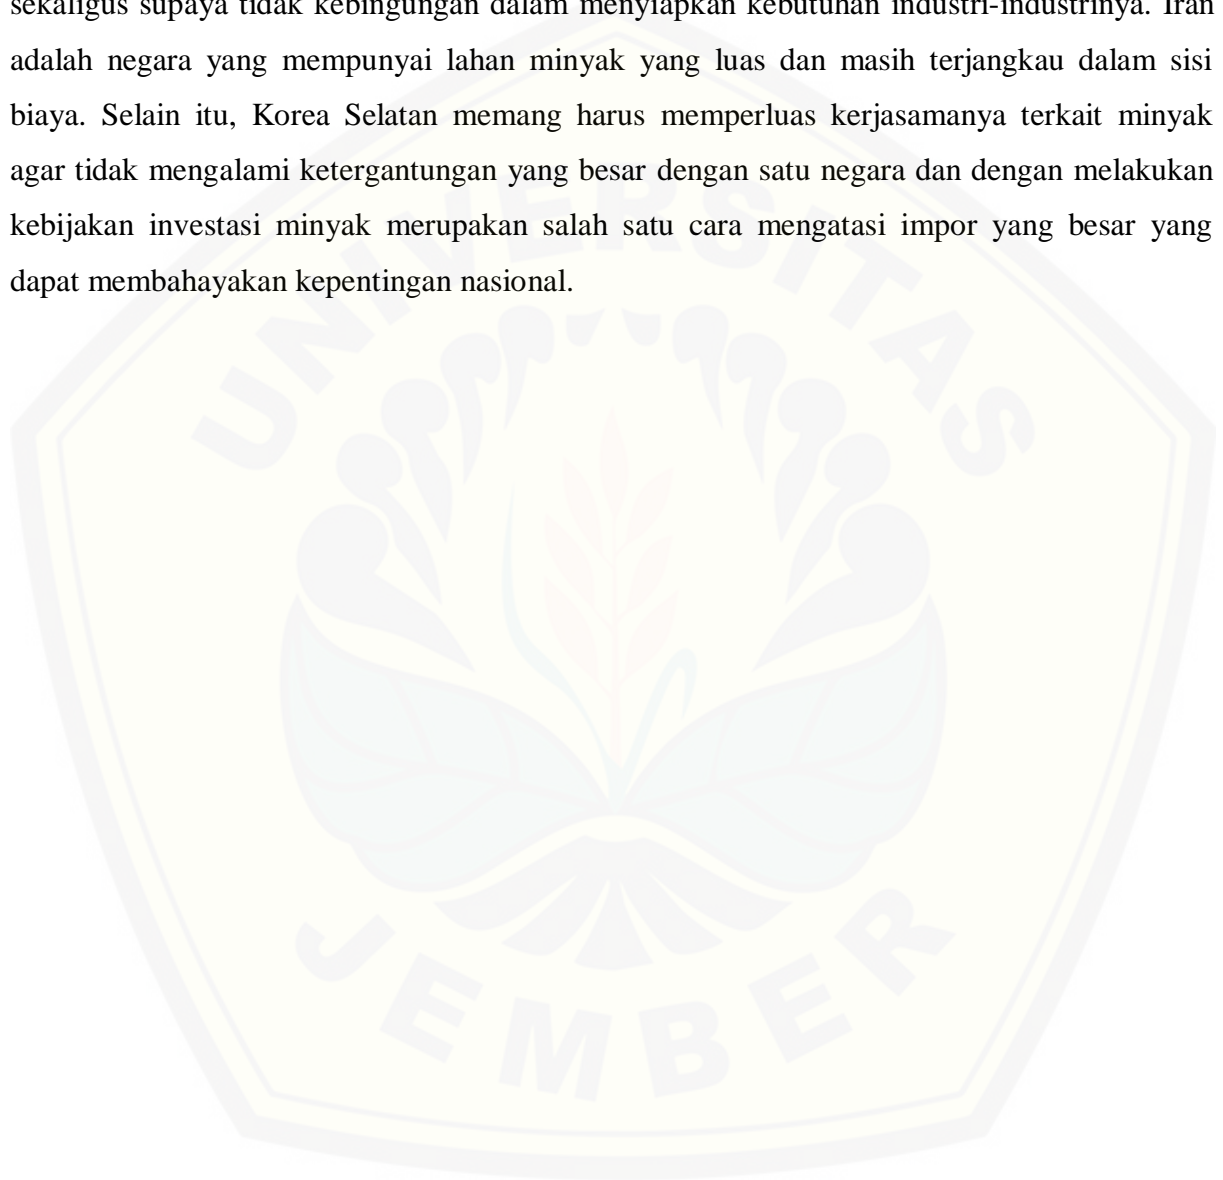 sekaligus supaya tidak kebingungan dalam menyiapkan kebutuhan industri-industrinya. Iran
adalah negara yang mempunyai lahan minyak yang luas dan masih terjangkau dalam sisi
biaya. Selain itu, Korea Selatan memang harus memperluas kerjasamanya terkait minyak
agar tidak mengalami ketergantungan yang besar dengan satu negara dan dengan melakukan
kebijakan investasi minyak merupakan salah satu cara mengatasi impor yang besar yang
dapat membahayakan kepentingan nasional.
UNIVERSITAS
JEMBER